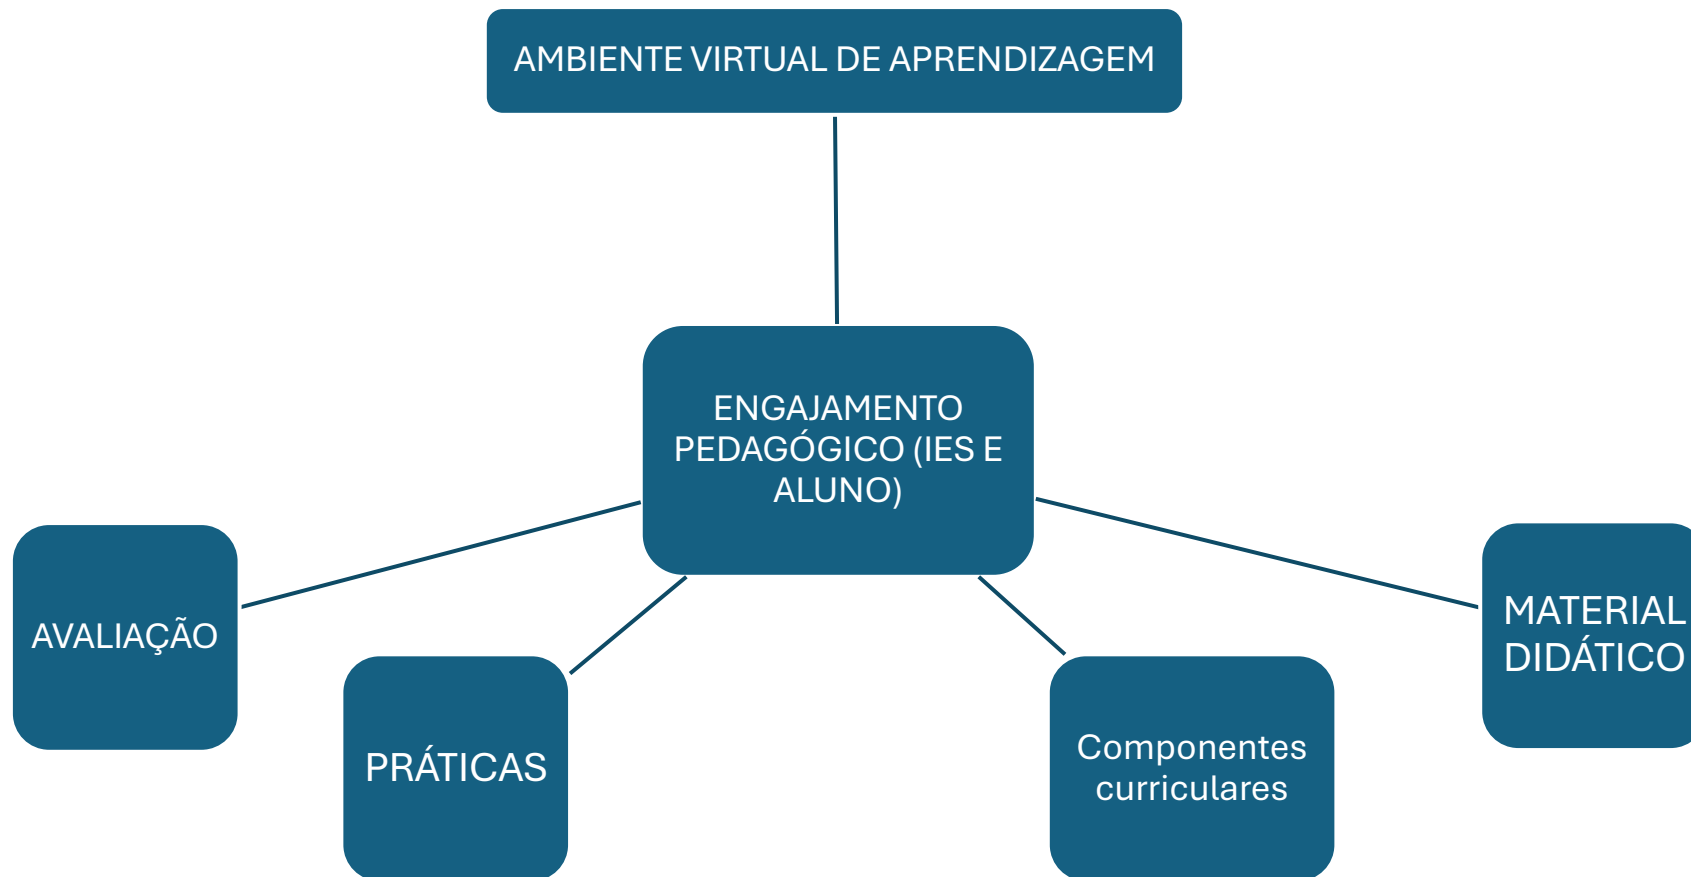 AMBIENTE VIRTUAL DE APRENDIZAGEM
ENGAJAMENTO
PEDAGÓGICO (IES E
ALUNO)
AVALIAÇÃO
PRÁTICAS
Componentes
curriculares
MATERIAL
DIDÁTICO